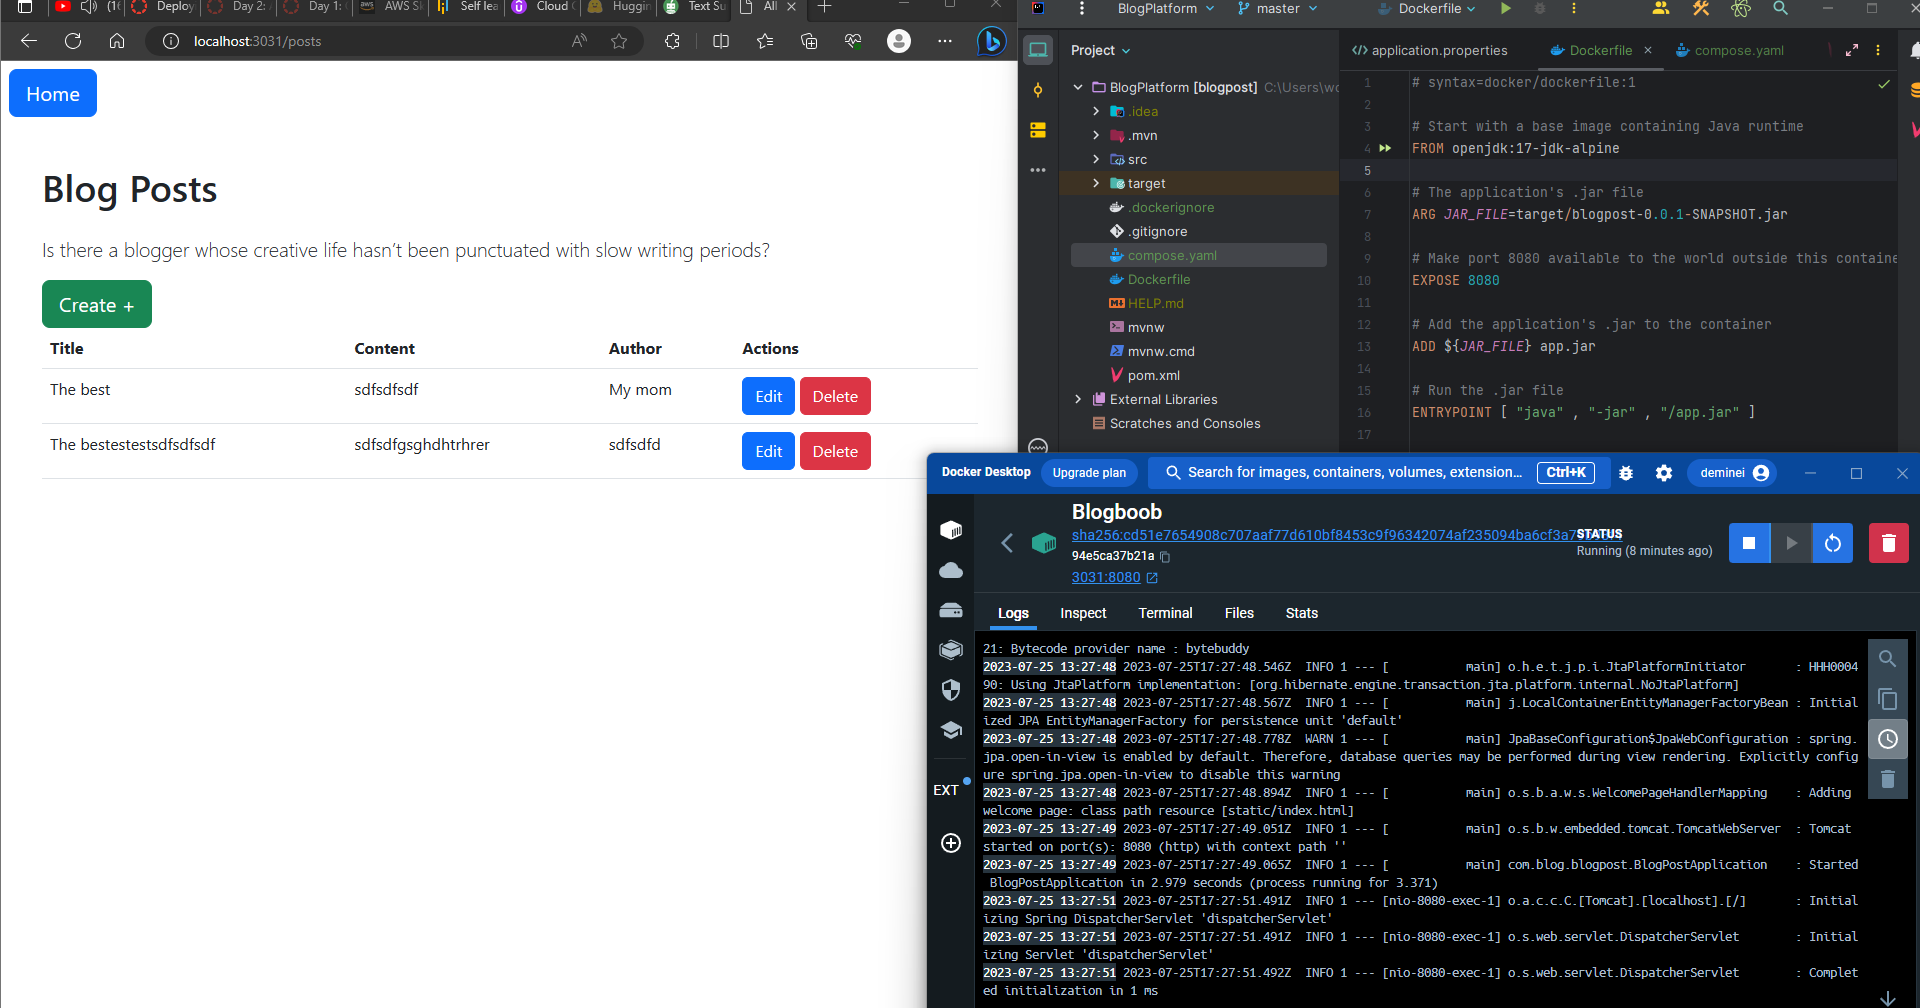 (1
Deploy
Day 2:
Day 1:
AWS Sk
Self lea
Cloud
Huggin
Text Su
All
localhost:3031/posts
Home
Blog Posts
Is there a blogger whose creative life hasn’t been punctuated with slow writing periods?
Create +
Title Content Author Actions
The best sdfsdfsdf My mom Edit Delete
The bestestestsdfsdfsdf sdfsdfgsghdhtrhrer sdfsdfd Edit Delete
BlogPlatform master Dockerfile
Project
BlogPlatform [blogpost] C:\Users\wo
.idea
.mvn
src
target
.dockerignore
.gitignore
compose.yaml
Dockerfile
HELP.md
mvnw
mvnw.cmd
pom.xml
External Libraries
Scratches and Consoles
application.properties Dockerfile compose.yaml
1 # syntax=docker/dockerfile:1
2
3 # Start with a base image containing Java runtime
4 FROM openjdk:17-jdk-alpine
5
6 # The application's .jar file
7 ARG JAR_FILE=target/blogpost-0.0.1-SNAPSHOT.jar
8
9 # Make port 8080 available to the world outside this containe
10 EXPOSE 8080
11
12 # Add the application's .jar to the container
13 ADD ${JAR_FILE} app.jar
14
15 # Run the .jar file
16 ENTRYPOINT [ "java" , "-jar" , "/app.jar" ]
17
Docker Desktop Upgrade plan Search for images, containers, volumes, extension... Ctrl+K deminei
Blogboob
sha256:cd51e7654908c707aaf77d610bf8453c9f96342074af235094ba6cf3a7
STATUS
94e5ca37b21a
Running (8 minutes ago)
3031:8080
Logs Inspect Terminal Files Stats
EXT
21: Bytecode provider name : bytebuddy
2023-07-25 13:27:48 2023-07-25T17:27:48.546Z INFO 1 --- [ main] o.h.e.t.j.p.i.JtaPlatformInitiator : HHH0004
90: Using JtaPlatform implementation: [org.hibernate.engine.transaction.jta.platform.internal.NoJtaPlatform]
2023-07-25 13:27:48 2023-07-25T17:27:48.567Z INFO 1 --- [ main] j.LocalContainerEntityManagerFactoryBean : Initial
ized JPA EntityManagerFactory for persistence unit 'default'
2023-07-25 13:27:48 2023-07-25T17:27:48.778Z WARN 1 --- [ main] JpaBaseConfiguration$JpaWebConfiguration : spring.
jpa.open-in-view is enabled by default. Therefore, database queries may be performed during view rendering. Explicitly config
ure spring.jpa.open-in-view to disable this warning
2023-07-25 13:27:48 2023-07-25T17:27:48.894Z INFO 1 --- [ main] o.s.b.a.w.s.WelcomePageHandlerMapping : Adding
welcome page: class path resource [static/index.html]
2023-07-25 13:27:49 2023-07-25T17:27:49.051Z INFO 1 --- [ main] o.s.b.w.embedded.tomcat.TomcatWebServer : Tomcat
started on port(s): 8080 (http) with context path ''
2023-07-25 13:27:49 2023-07-25T17:27:49.065Z INFO 1 --- [ main] com.blog.blogpost.BlogPostApplication : Started
BlogPostApplication in 2.979 seconds (process running for 3.371)
2023-07-25 13:27:51 2023-07-25T17:27:51.491Z INFO 1 --- [nio-8080-exec-1] o.a.c.c.C.[Tomcat].[localhost].[/] : Initial
izing Spring DispatcherServlet 'dispatcherServlet'
2023-07-25 13:27:51 2023-07-25T17:27:51.491Z INFO 1 --- [nio-8080-exec-1] o.s.web.servlet.DispatcherServlet : Initial
izing Servlet 'dispatcherServlet'
2023-07-25 13:27:51 2023-07-25T17:27:51.492Z INFO 1 --- [nio-8080-exec-1] o.s.web.servlet.DispatcherServlet : Complet
ed initialization in 1 ms